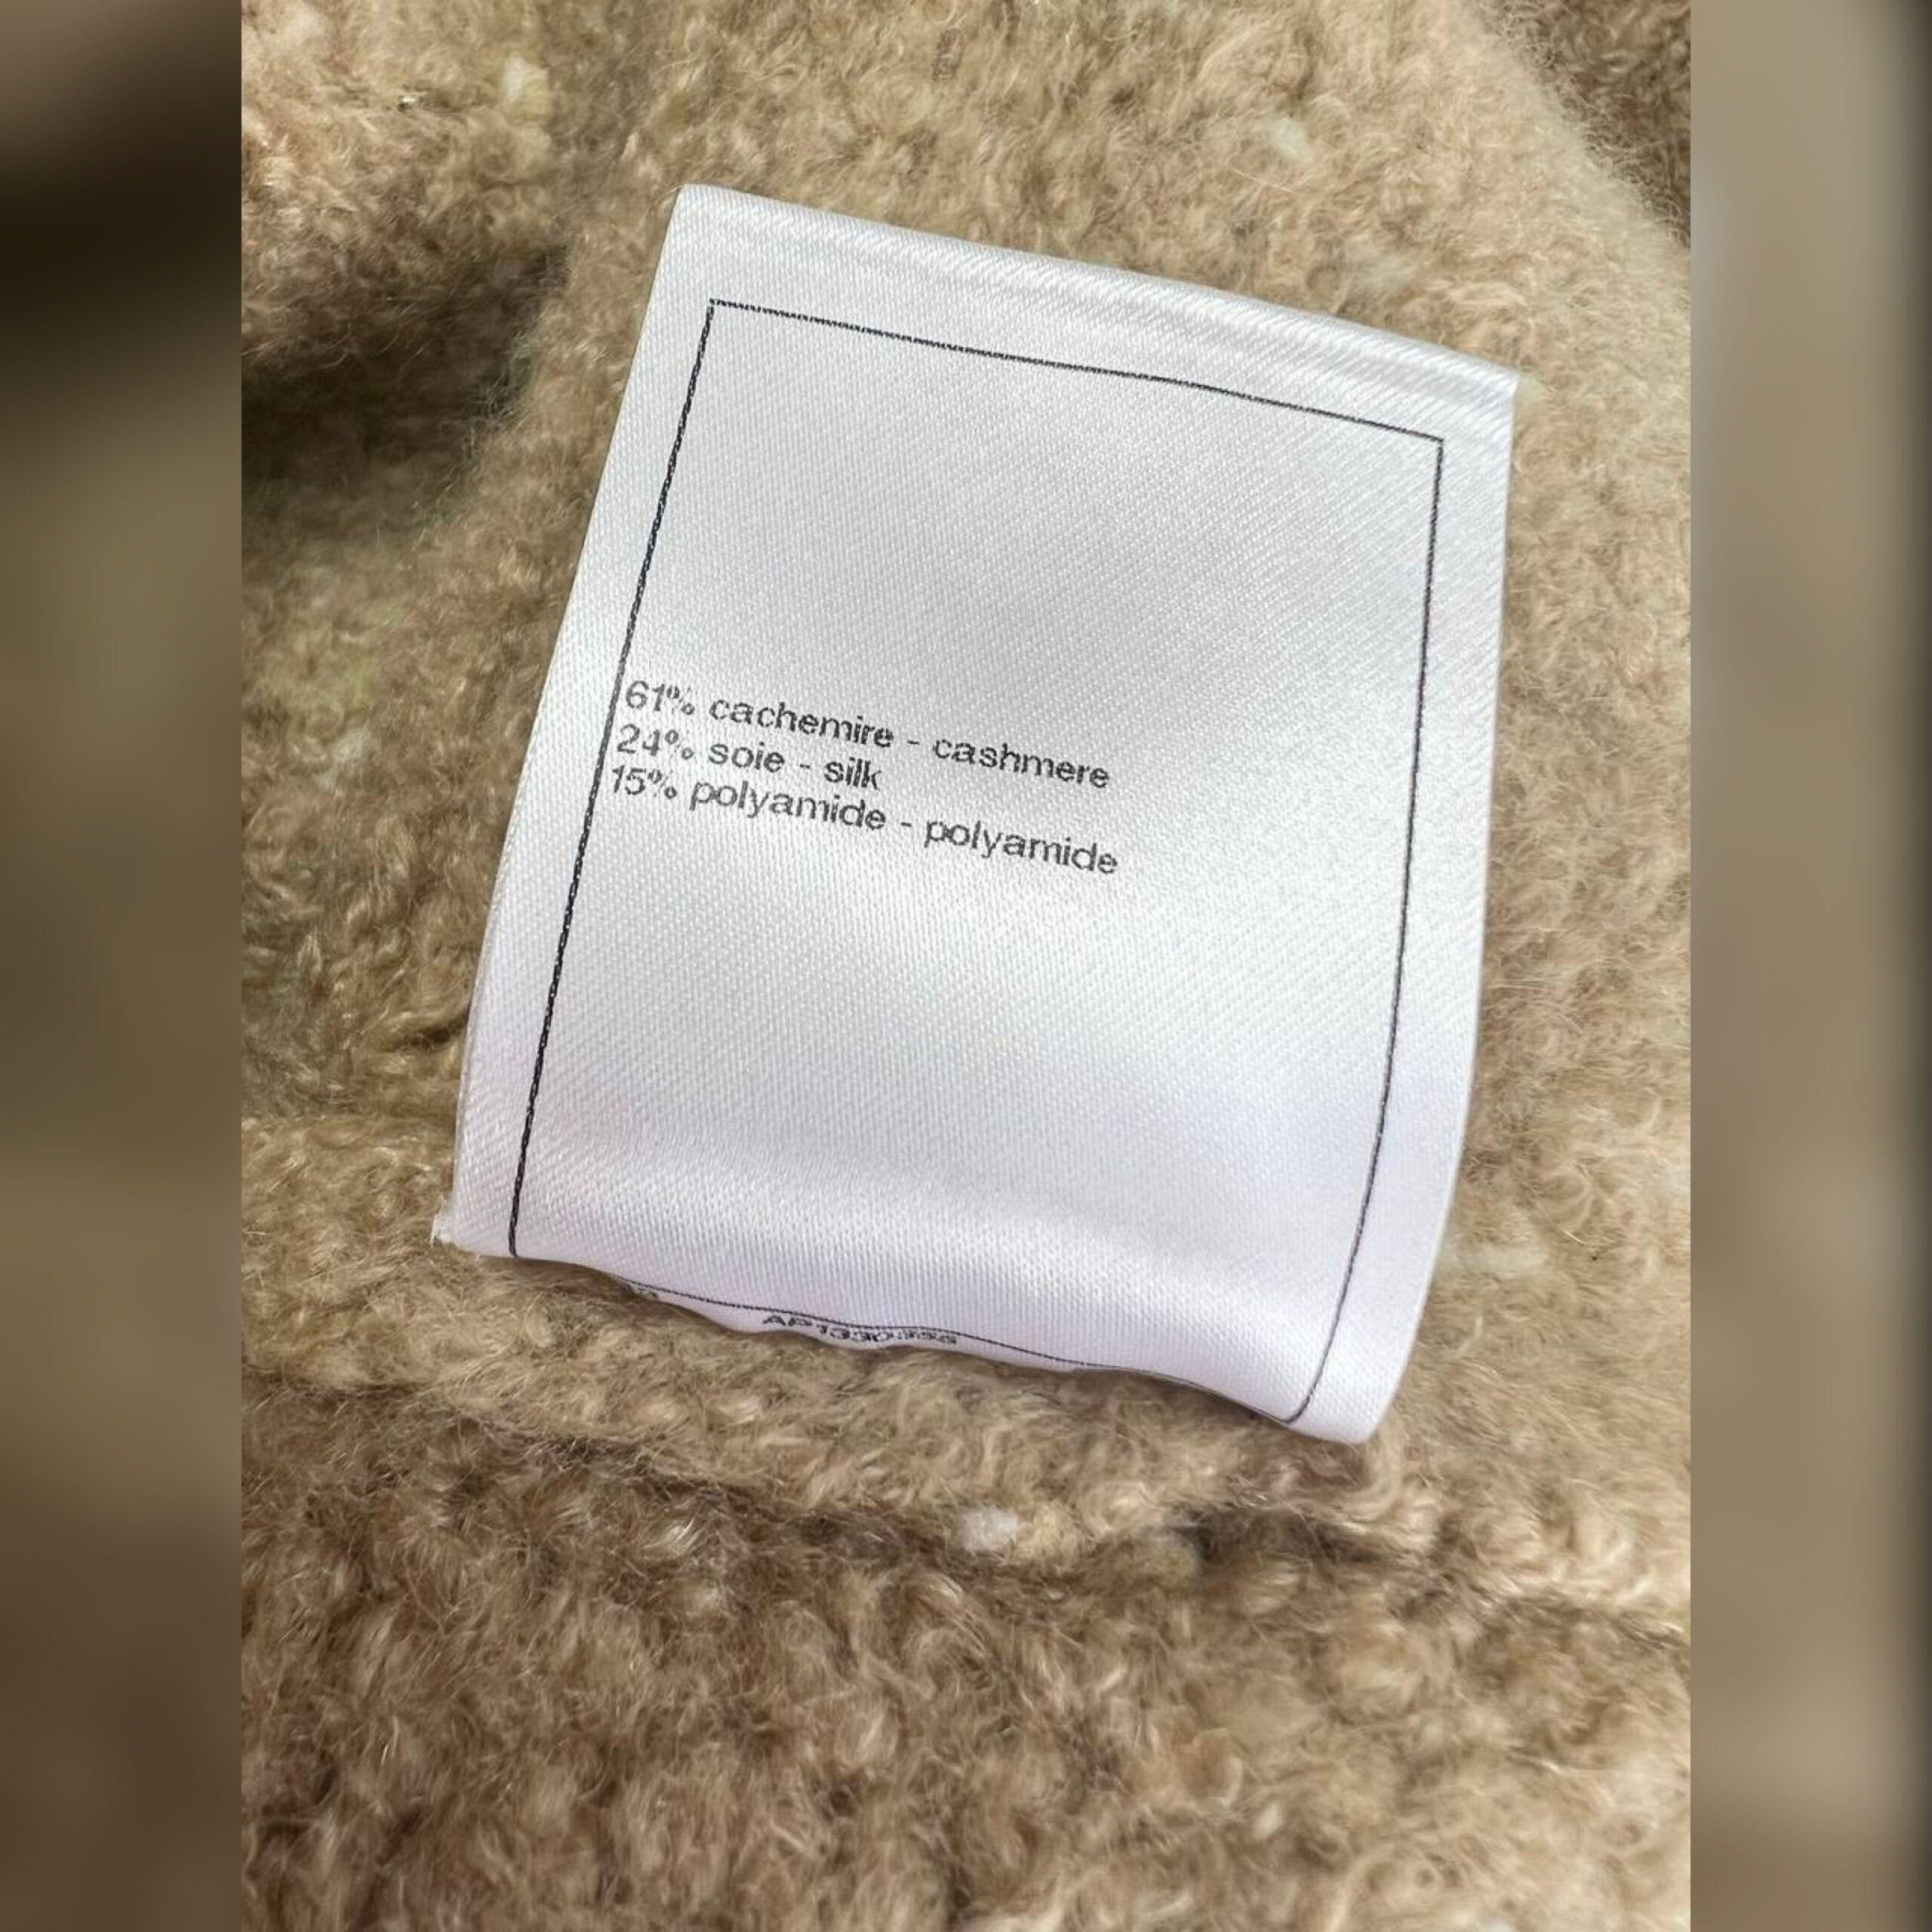 61% cachemire - cashmere
24% soie - silk
15% polyamide - polyamide